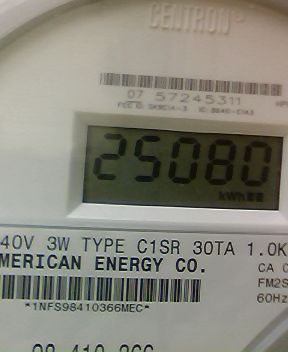 CENTRON
07 57245311
25080
kWh
40V 3W TYPE C1SR 30TA 1.0K
MERICAN ENERGY CO.
CA 0
FM2S
60Hz
*1NFS98410366MEC*